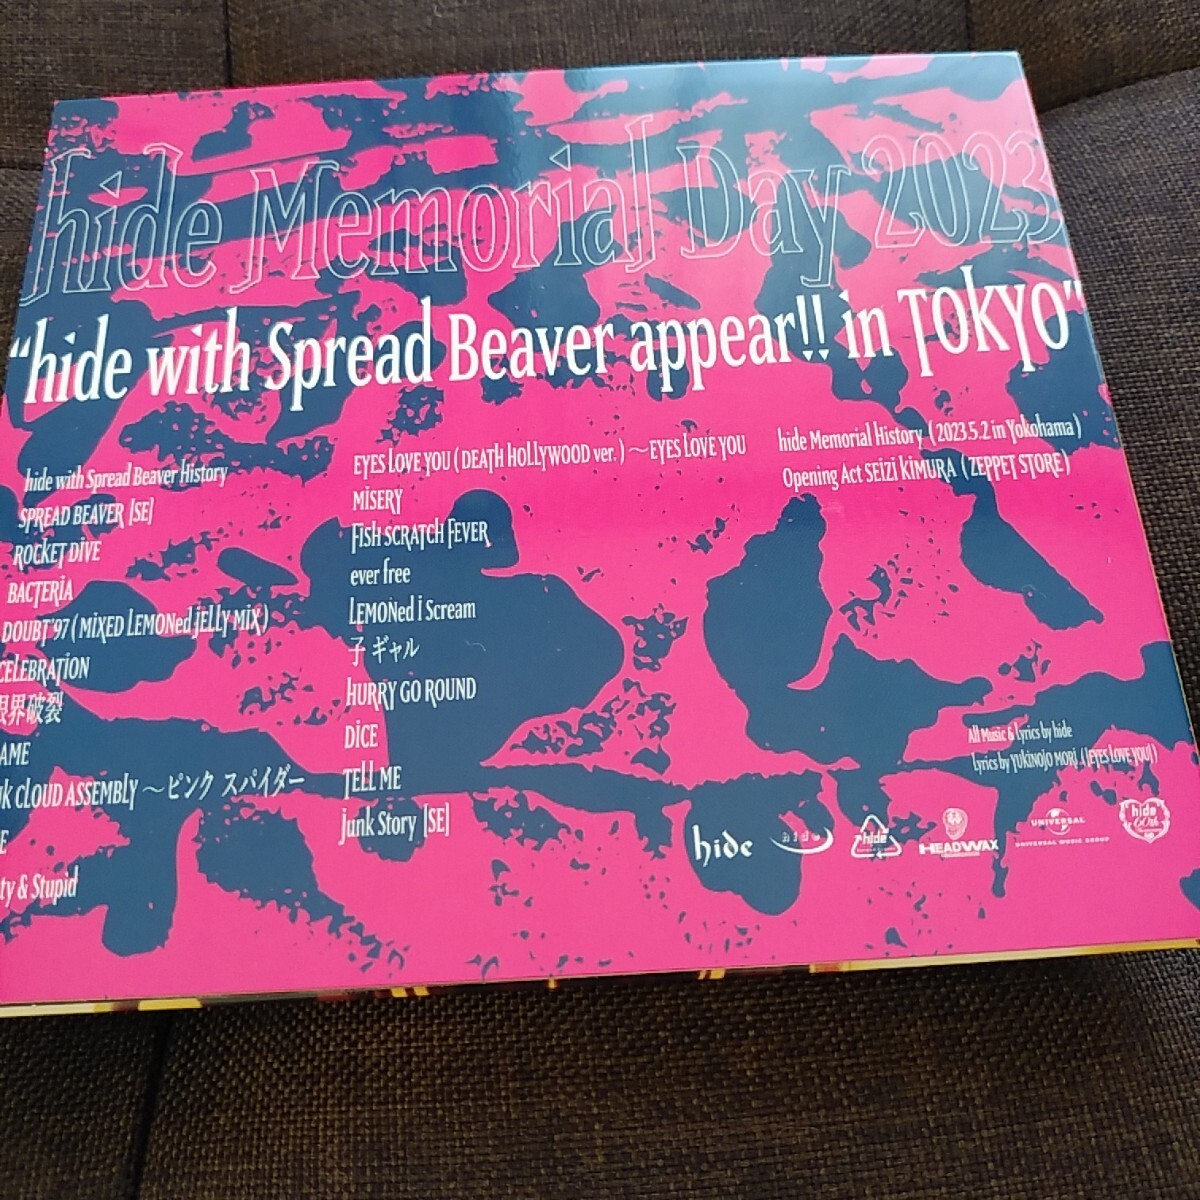 hide Memorial Day 2023
"hide with Spread Beaver appear!! in TOKYO"
hide with Spread Beaver History
SPREAD BEAVER [SE]
ROCKET DIVE
BACTERIA
DOUBT '97 ( MIXED LEMONed JELLY MIX )
CELEBRATION
限界破裂
CLOUD ASSEMBLY ~ ピンク スパイダー
& Stupid
EYES LOVE YOU ( DEATH HOLLYWOOD ver. ) ~ EYES LOVE YOU
MISERY
FISH SCRATCH FEVER
ever free
LEMONed I Scream
子 ギャル
HURRY GO ROUND
DICE
TELL ME
Junk Story [SE]
hide Memorial History ( 2023.5.2 in Yokohama )
Opening Act SEIZI KIMURA ( ZEPPET STORE )
All Music & Lyrics by hide
Lyrics by YUKINOJO MORI ( [EYES LOVE YOU] )
hide
hide
hide
HEADWAX
UNIVERSAL
UNIVERSAL MUSIC GROUP
hide
60th